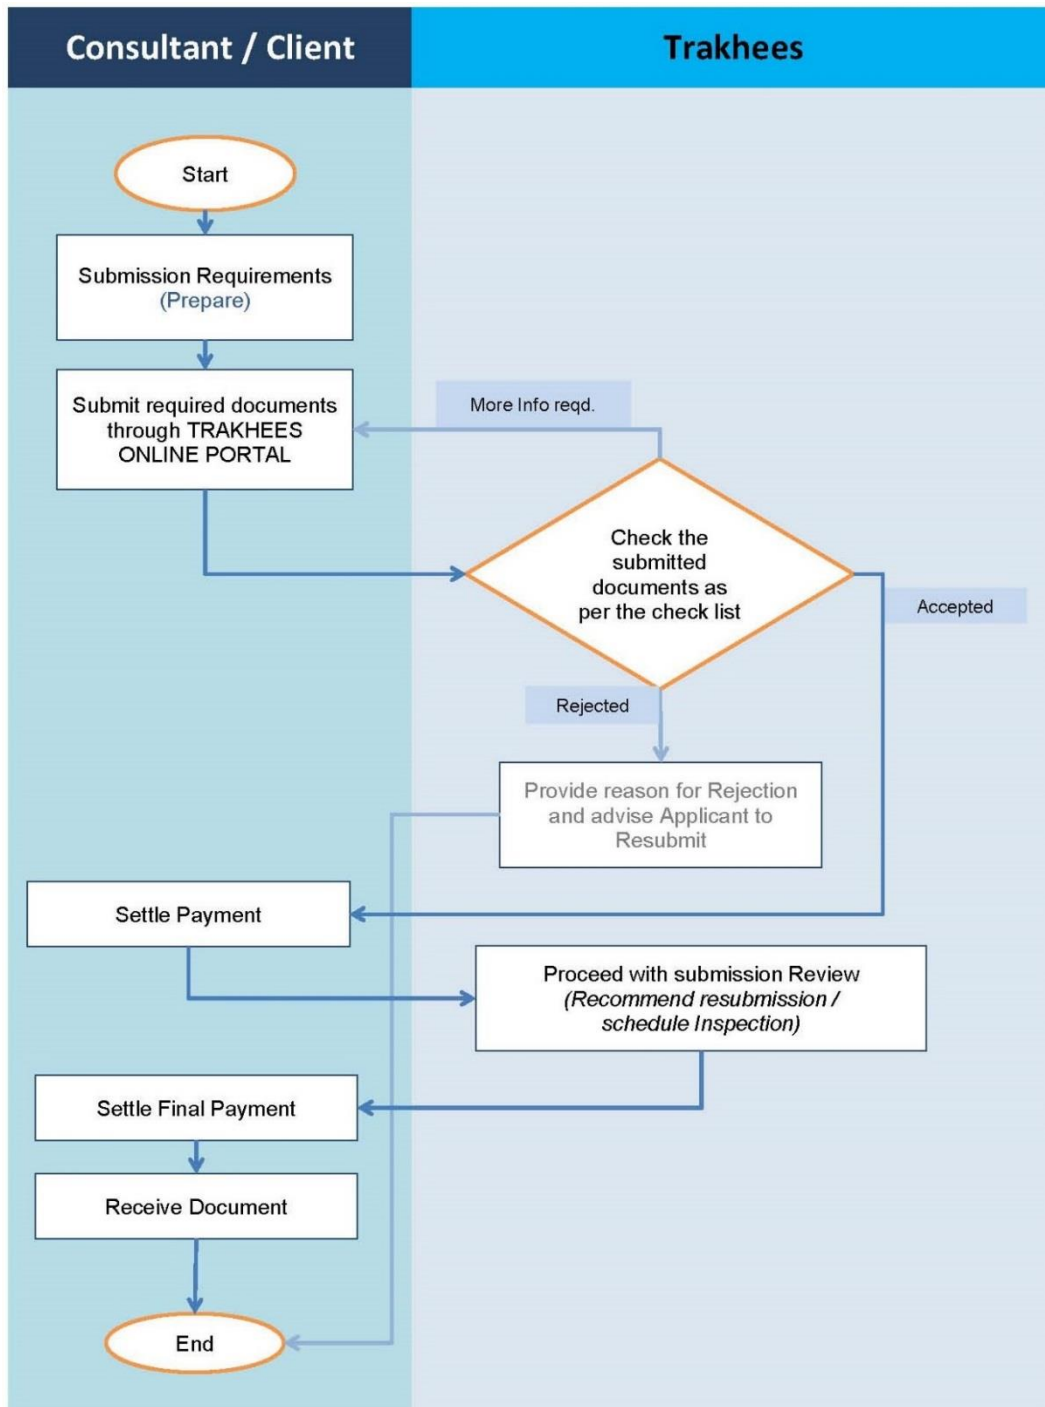 Consultant / Client
Trakhees
Start
Submission Requirements
(Prepare)
Submit required documents
through TRAKHEES
ONLINE PORTAL
More Info reqd.
Check the
submitted
documents as
per the check list
Accepted
Rejected
Provide reason for Rejection
and advise Applicant to
Resubmit
Settle Payment
Proceed with submission Review
(Recommend resubmission /
schedule Inspection)
Settle Final Payment
Receive Document
End